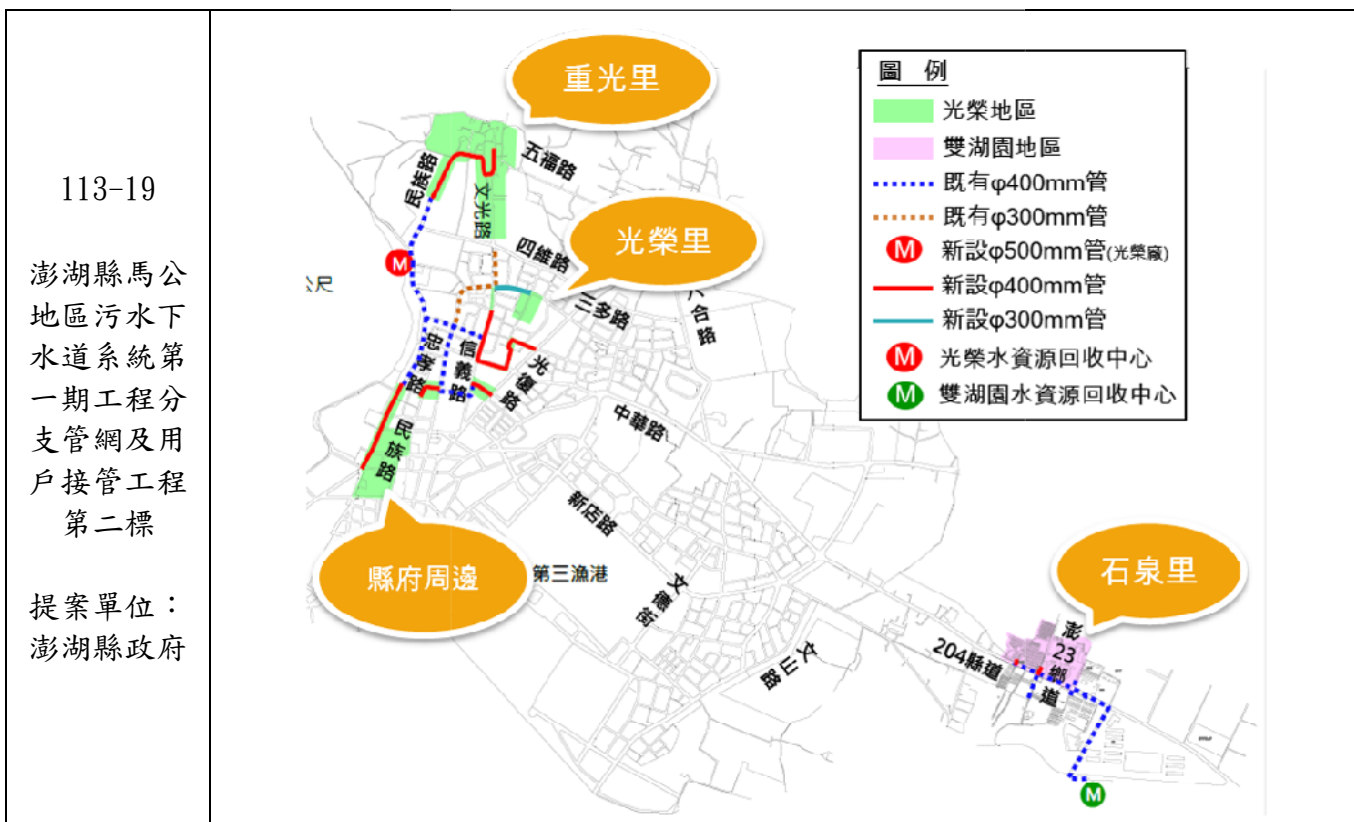 113-19
澎湖縣馬公
地區污水下
水道系統第
一期工程分
支管網及用
戶接管工程
第二標
提案單位：
澎湖縣政府
重光里
五福路
民族路
文光路
光榮里
四維路
三多路
六合路
公尺
M
忠孝路
信義路
光復路
民族路
中華路
新店路
縣府周邊
第三漁港
文德街
文山路
石泉里
204縣道
澎23鄉道
M
圖 例
光榮地區
雙湖園地區
既有φ400mm管
既有φ300mm管
M 新設φ500mm管(光榮廠)
新設φ400mm管
新設φ300mm管
M 光榮水資源回收中心
M 雙湖園水資源回收中心